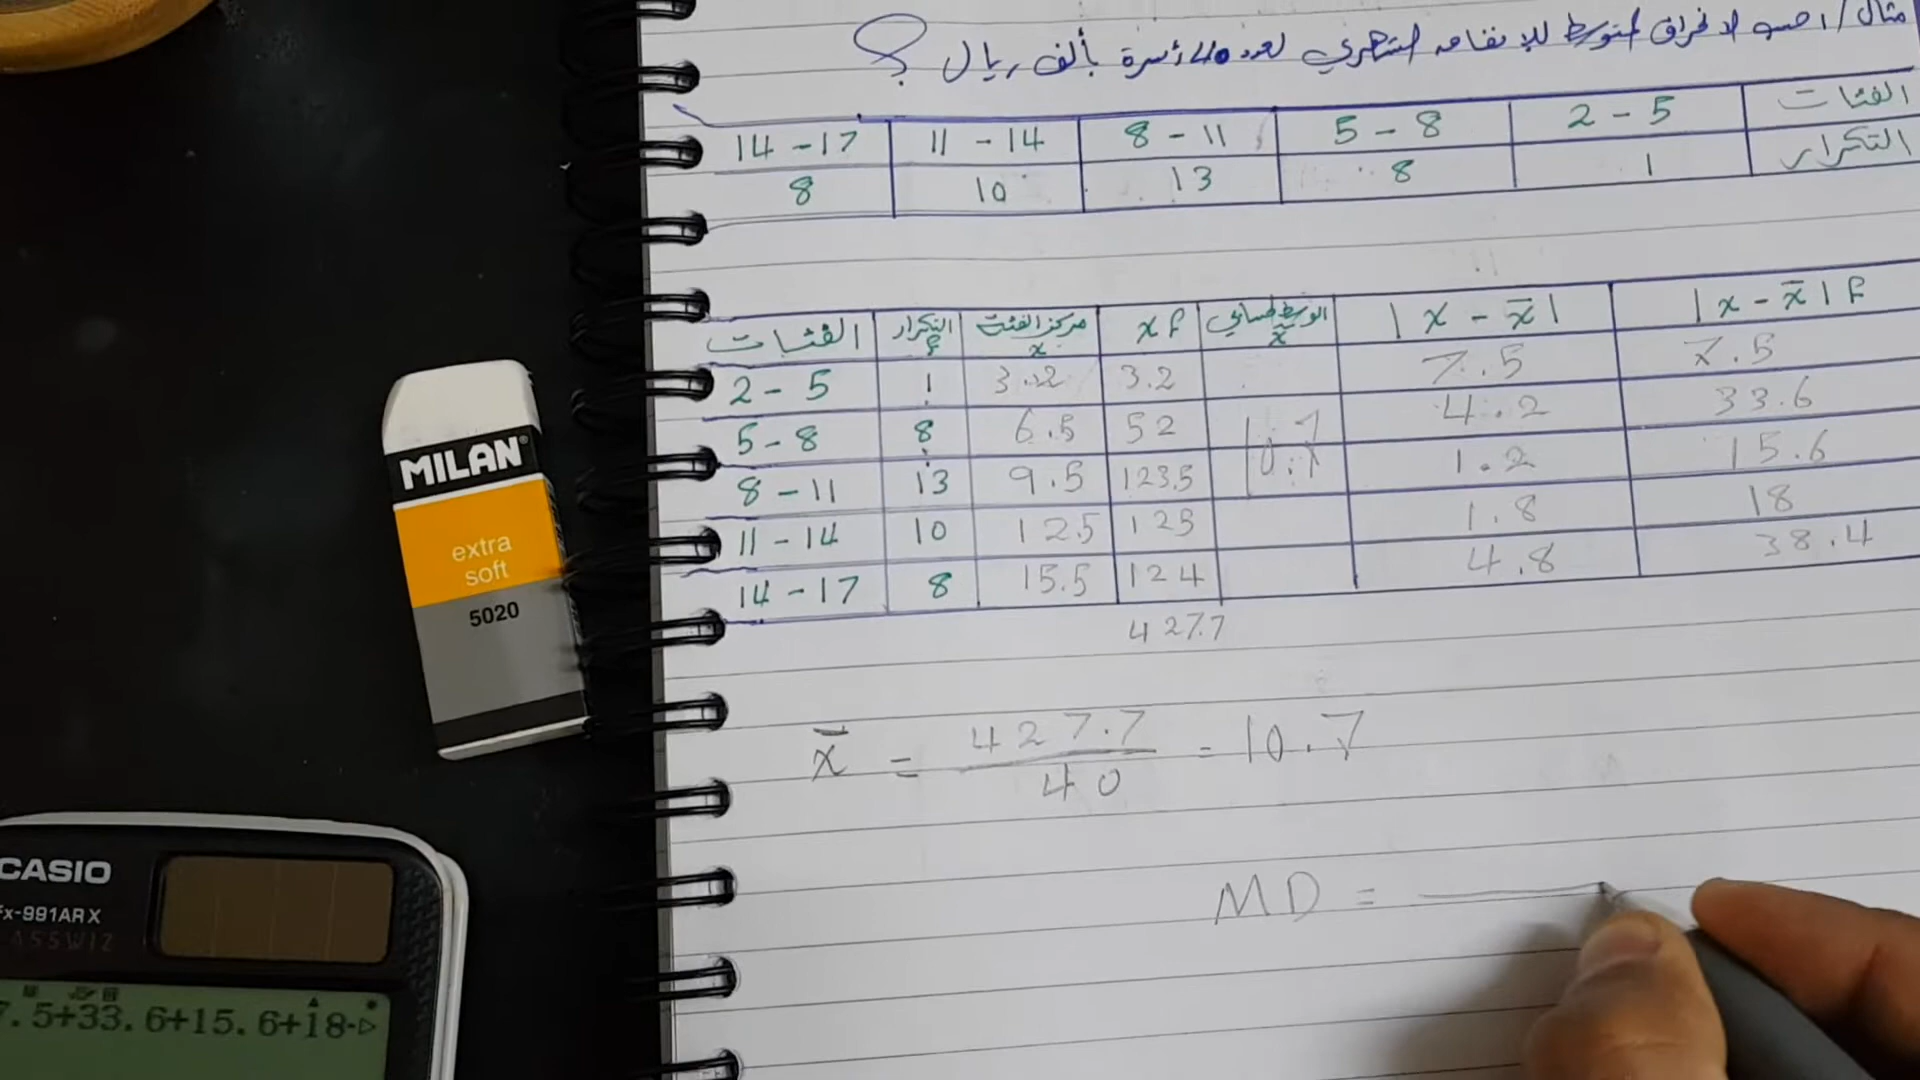 مثال / احسب الانحراف المتوسط للإنفاق الشهري لعدد 40 أسرة بألف ريال ؟
14 - 17 11 - 14 8 - 11 5 - 8 2 - 5 الفئات
8 10 13 8 1 التكرار
الفئات التكرار f مركز الفئة x x f الوسط الحسابي x̄ | x - x̄ | | x - x̄ | f
2 - 5 1 3.2 7.5 7.5
5 - 8 8 6.5 52 10.7 4.2 33.6
8 - 11 13 9.5 123.5 1.2 15.6
11 - 14 10 12.5 125 1.8 18
14 - 17 8 15.5 124 4.8 38.4
427.7
x̄ = 427.7 / 40 = 10.7
MD =
MILAN®
extra
soft
5020
CASIO
fx-991ARX
CLASSWIZ
7.5+33.6+15.6+18